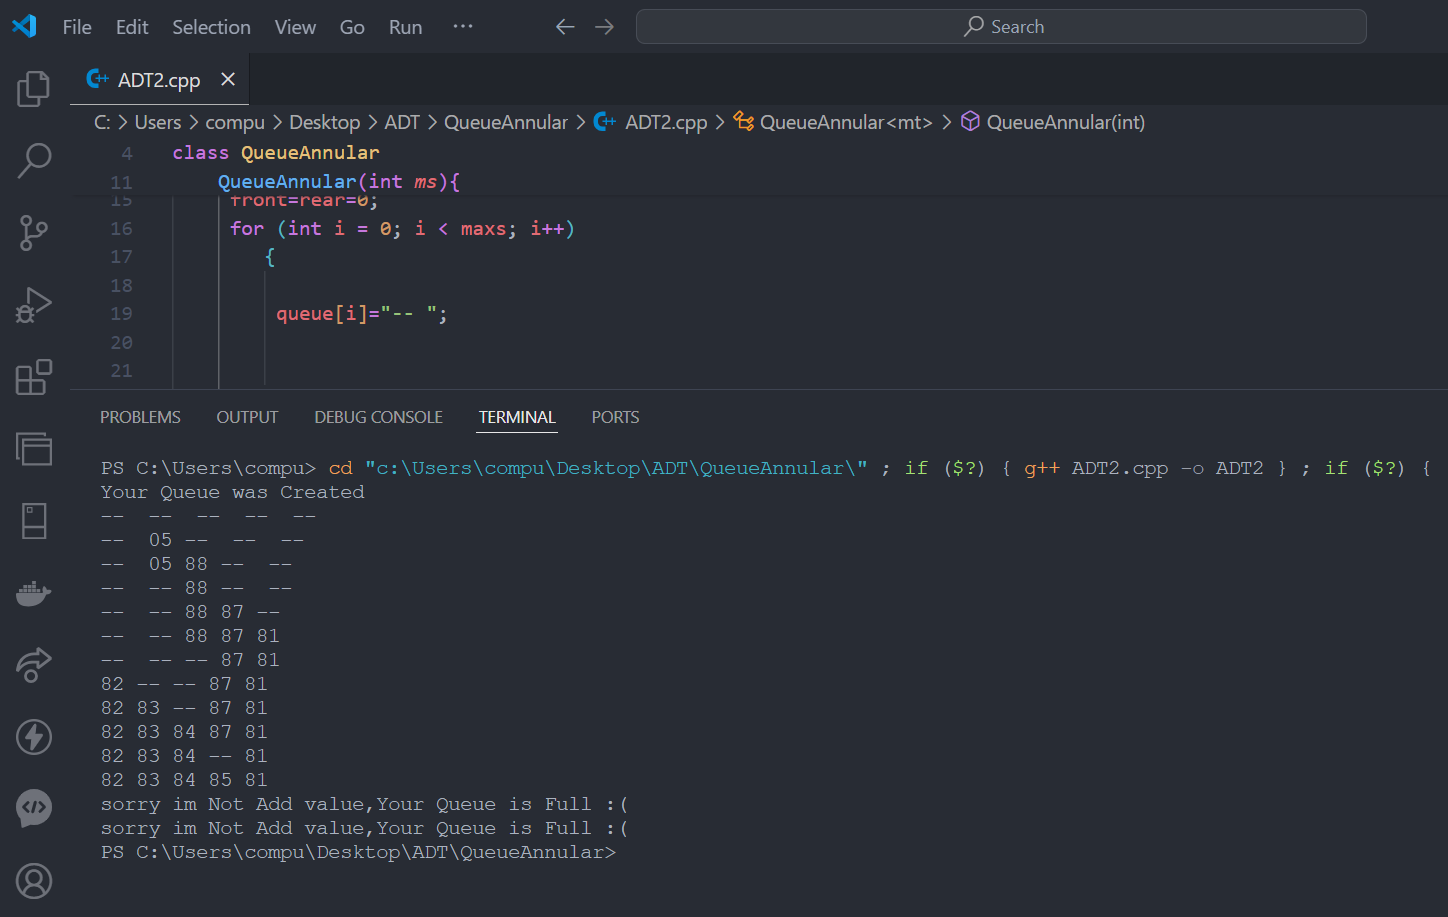 File Edit Selection View Go Run ··· Search
ADT2.cpp
C: > Users > compu > Desktop > ADT > QueueAnnular > ADT2.cpp > QueueAnnular<mt> > QueueAnnular(int)
4 class QueueAnnular
11 QueueAnnular(int ms){
15 front=rear=0;
16 for (int i = 0; i < maxs; i++)
17 {
18
19 queue[i]="-- ";
20
21
PROBLEMS OUTPUT DEBUG CONSOLE TERMINAL PORTS
PS C:\Users\compu> cd "c:\Users\compu\Desktop\ADT\QueueAnnular\" ; if ($?) { g++ ADT2.cpp -o ADT2 } ; if ($?) {
Your Queue was Created
-- -- -- -- --
-- 05 -- -- --
-- 05 88 -- --
-- -- 88 -- --
-- -- 88 87 --
-- -- 88 87 81
-- -- -- 87 81
82 -- -- 87 81
82 83 -- 87 81
82 83 84 87 81
82 83 84 -- 81
82 83 84 85 81
sorry im Not Add value,Your Queue is Full :(
sorry im Not Add value,Your Queue is Full :(
PS C:\Users\compu\Desktop\ADT\QueueAnnular>